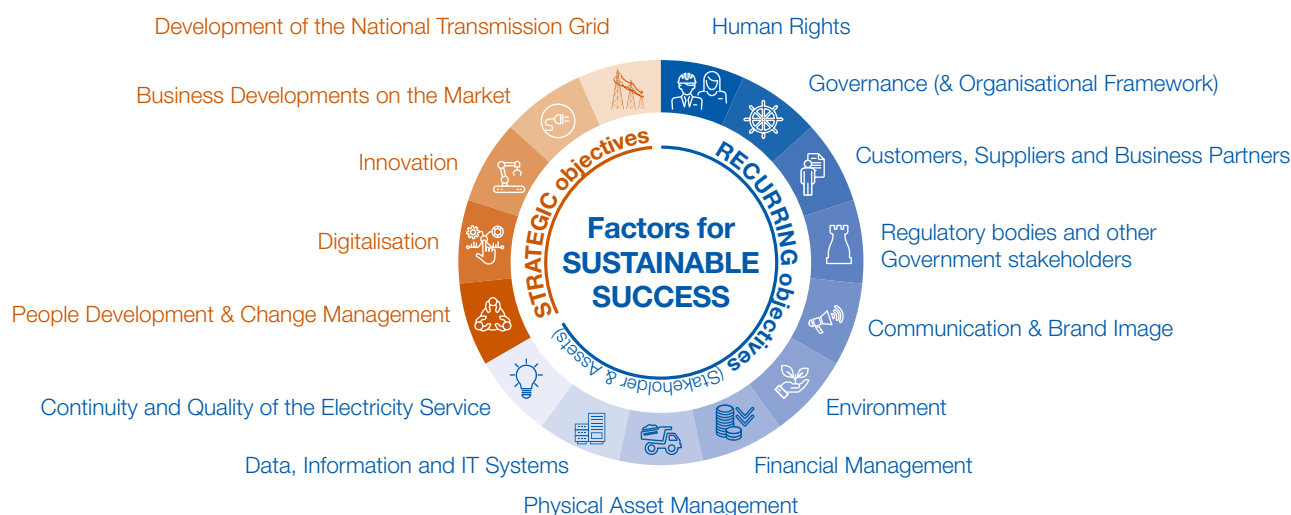 Development of the National Transmission Grid
Human Rights
Business Developments on the Market
Governance (& Organisational Framework)
Innovation
Customers, Suppliers and Business Partners
Digitalisation
Regulatory bodies and other
Government stakeholders
People Development & Change Management
Communication & Brand Image
Continuity and Quality of the Electricity Service
Environment
Data, Information and IT Systems
Financial Management
Physical Asset Management
STRATEGIC objectives
RECURRING objectives (Stakeholder & Assets)
Factors for
SUSTAINABLE
SUCCESS